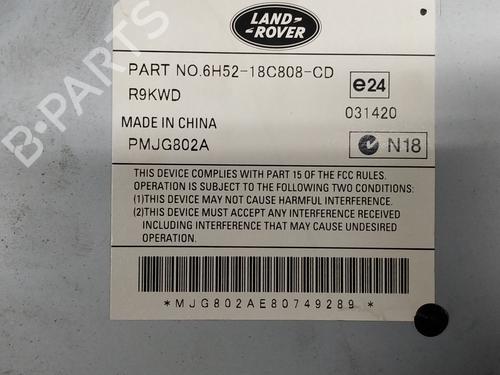 LAND-
ROVER
PART NO.6H52-18C808-CD
e24
R9KWD
031420
MADE IN CHINA
PMJG802A
N18
THIS DEVICE COMPLIES WITH PART 15 OF THE FCC RULES.
OPERATION IS SUBJECT TO THE FOLLOWING TWO CONDITIONS:
(1)THIS DEVICE MAY NOT CAUSE HARMFUL INTERFERENCE.
(2)THIS DEVICE MUST ACCEPT ANY INTERFERENCE RECEIVED
INCLUDING INTERFERENCE THAT MAY CAUSE UNDESIRED
OPERATION.
*MJG802AE80749289*
B-PARTS